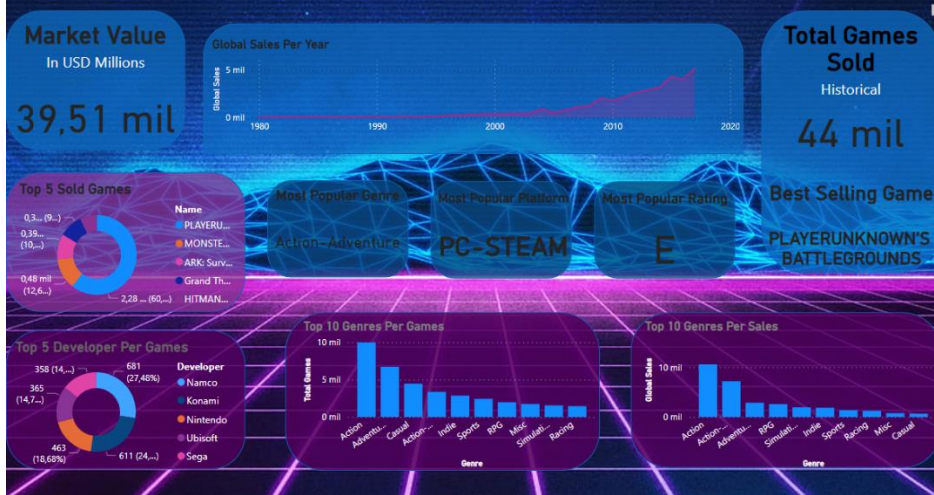 Market Value
In USD Millions
39,51 mil
Global Sales Per Year
Global Sales
5 mil
0 mil
1980
1990
2000
2010
2020
Total Games
Sold
Historical
44 mil
Best Selling Game
PLAYERUNKNOWN'S
BATTLEGROUNDS
Top 5 Sold Games
0,3... (9...
0,39...
(10,...)
0,48 mil
(12,6...)
2,28 ... (60,...)
Name
PLAYERU...
MONSTE...
ARK: Surv...
Grand Th...
HITMAN...
Most Popular Genre
Action-Adventure
Most Popular Platform
PC-STEAM
Most Popular Rating
E
Top 5 Developer Per Games
358 (14,...)
365
(14,7...)
463
(18,68%)
681
(27,48%)
611 (24,...)
Developer
Namco
Konami
Nintendo
Ubisoft
Sega
Top 10 Genres Per Games
Total Games
10 mil
5 mil
0 mil
Action
Adventu...
Casual
Action-...
Indie
Sports
RPG
Misc
Simulati...
Racing
Genre
Top 10 Genres Per Sales
Global Sales
10 mil
0 mil
Action
Action-...
Adventu...
RPG
Simulati...
Indie
Sports
Racing
Misc
Casual
Genre